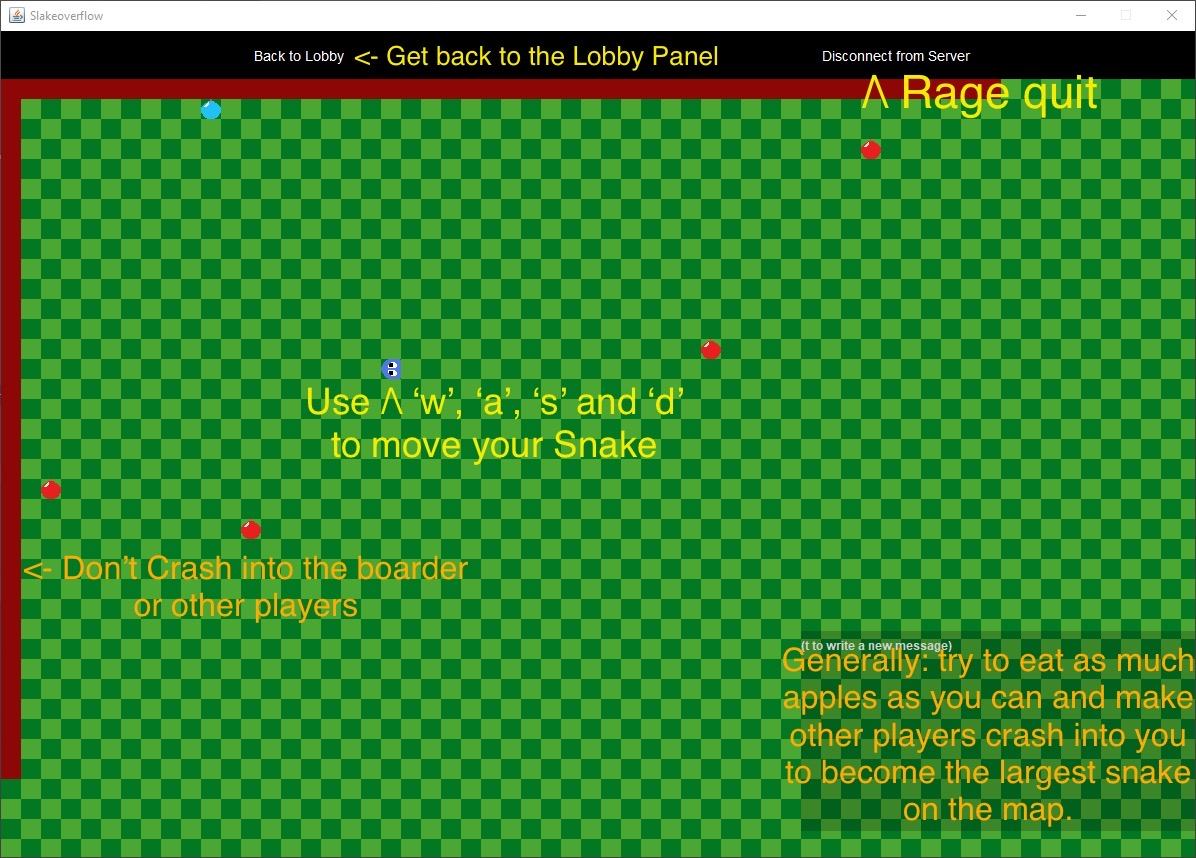 Slakeoverflow
Back to Lobby <- Get back to the Lobby Panel Disconnect from Server
Λ Rage quit
Use Λ ‘w’, ‘a’, ‘s’ and ‘d’
to move your Snake
<- Don’t Crash into the boarder
or other players
(t to write a new message)
Generally: try to eat as much
apples as you can and make
other players crash into you
to become the largest snake
on the map.